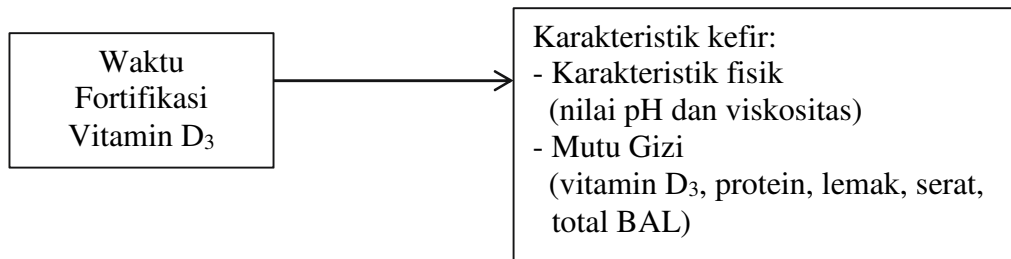 Waktu
Fortifikasi
Vitamin D₃
Karakteristik kefir:
- Karakteristik fisik
(nilai pH dan viskositas)
- Mutu Gizi
(vitamin D₃, protein, lemak, serat,
total BAL)